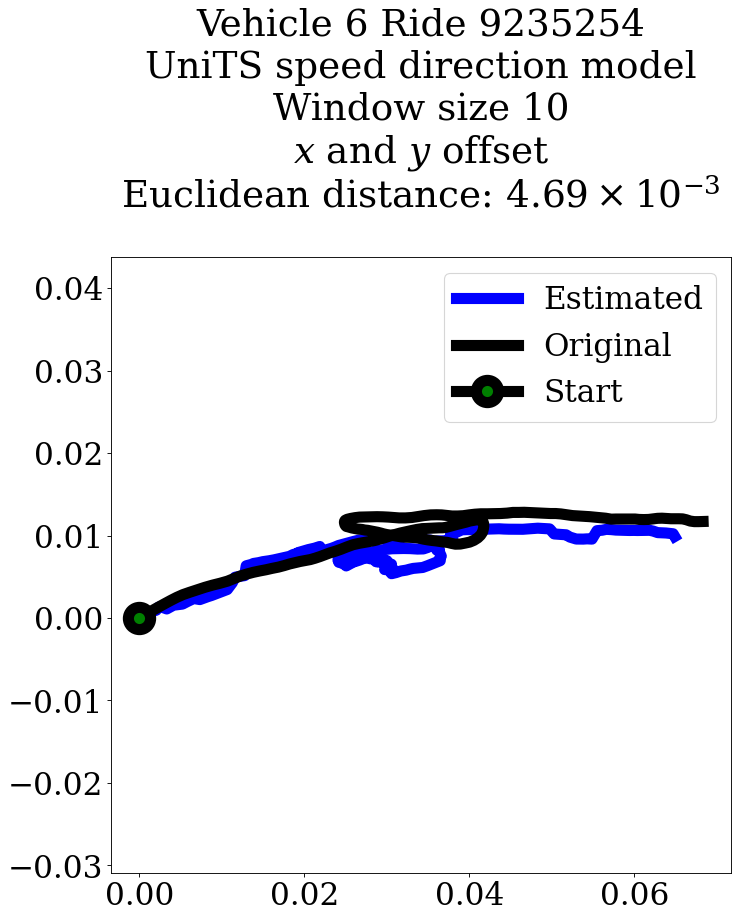 Vehicle 6 Ride 9235254
UniTS speed direction model
Window size 10
x and y offset
Euclidean distance: 4.69 × 10⁻³
Estimated
Original
Start
0.04
0.03
0.02
0.01
0.00
−0.01
−0.02
−0.03
0.00 0.02 0.04 0.06